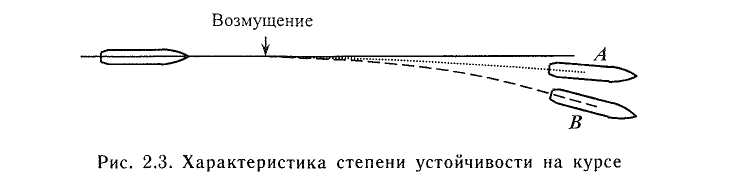 Возмущение
A
B
Рис. 2.3. Характеристика степени устойчивости на курсе